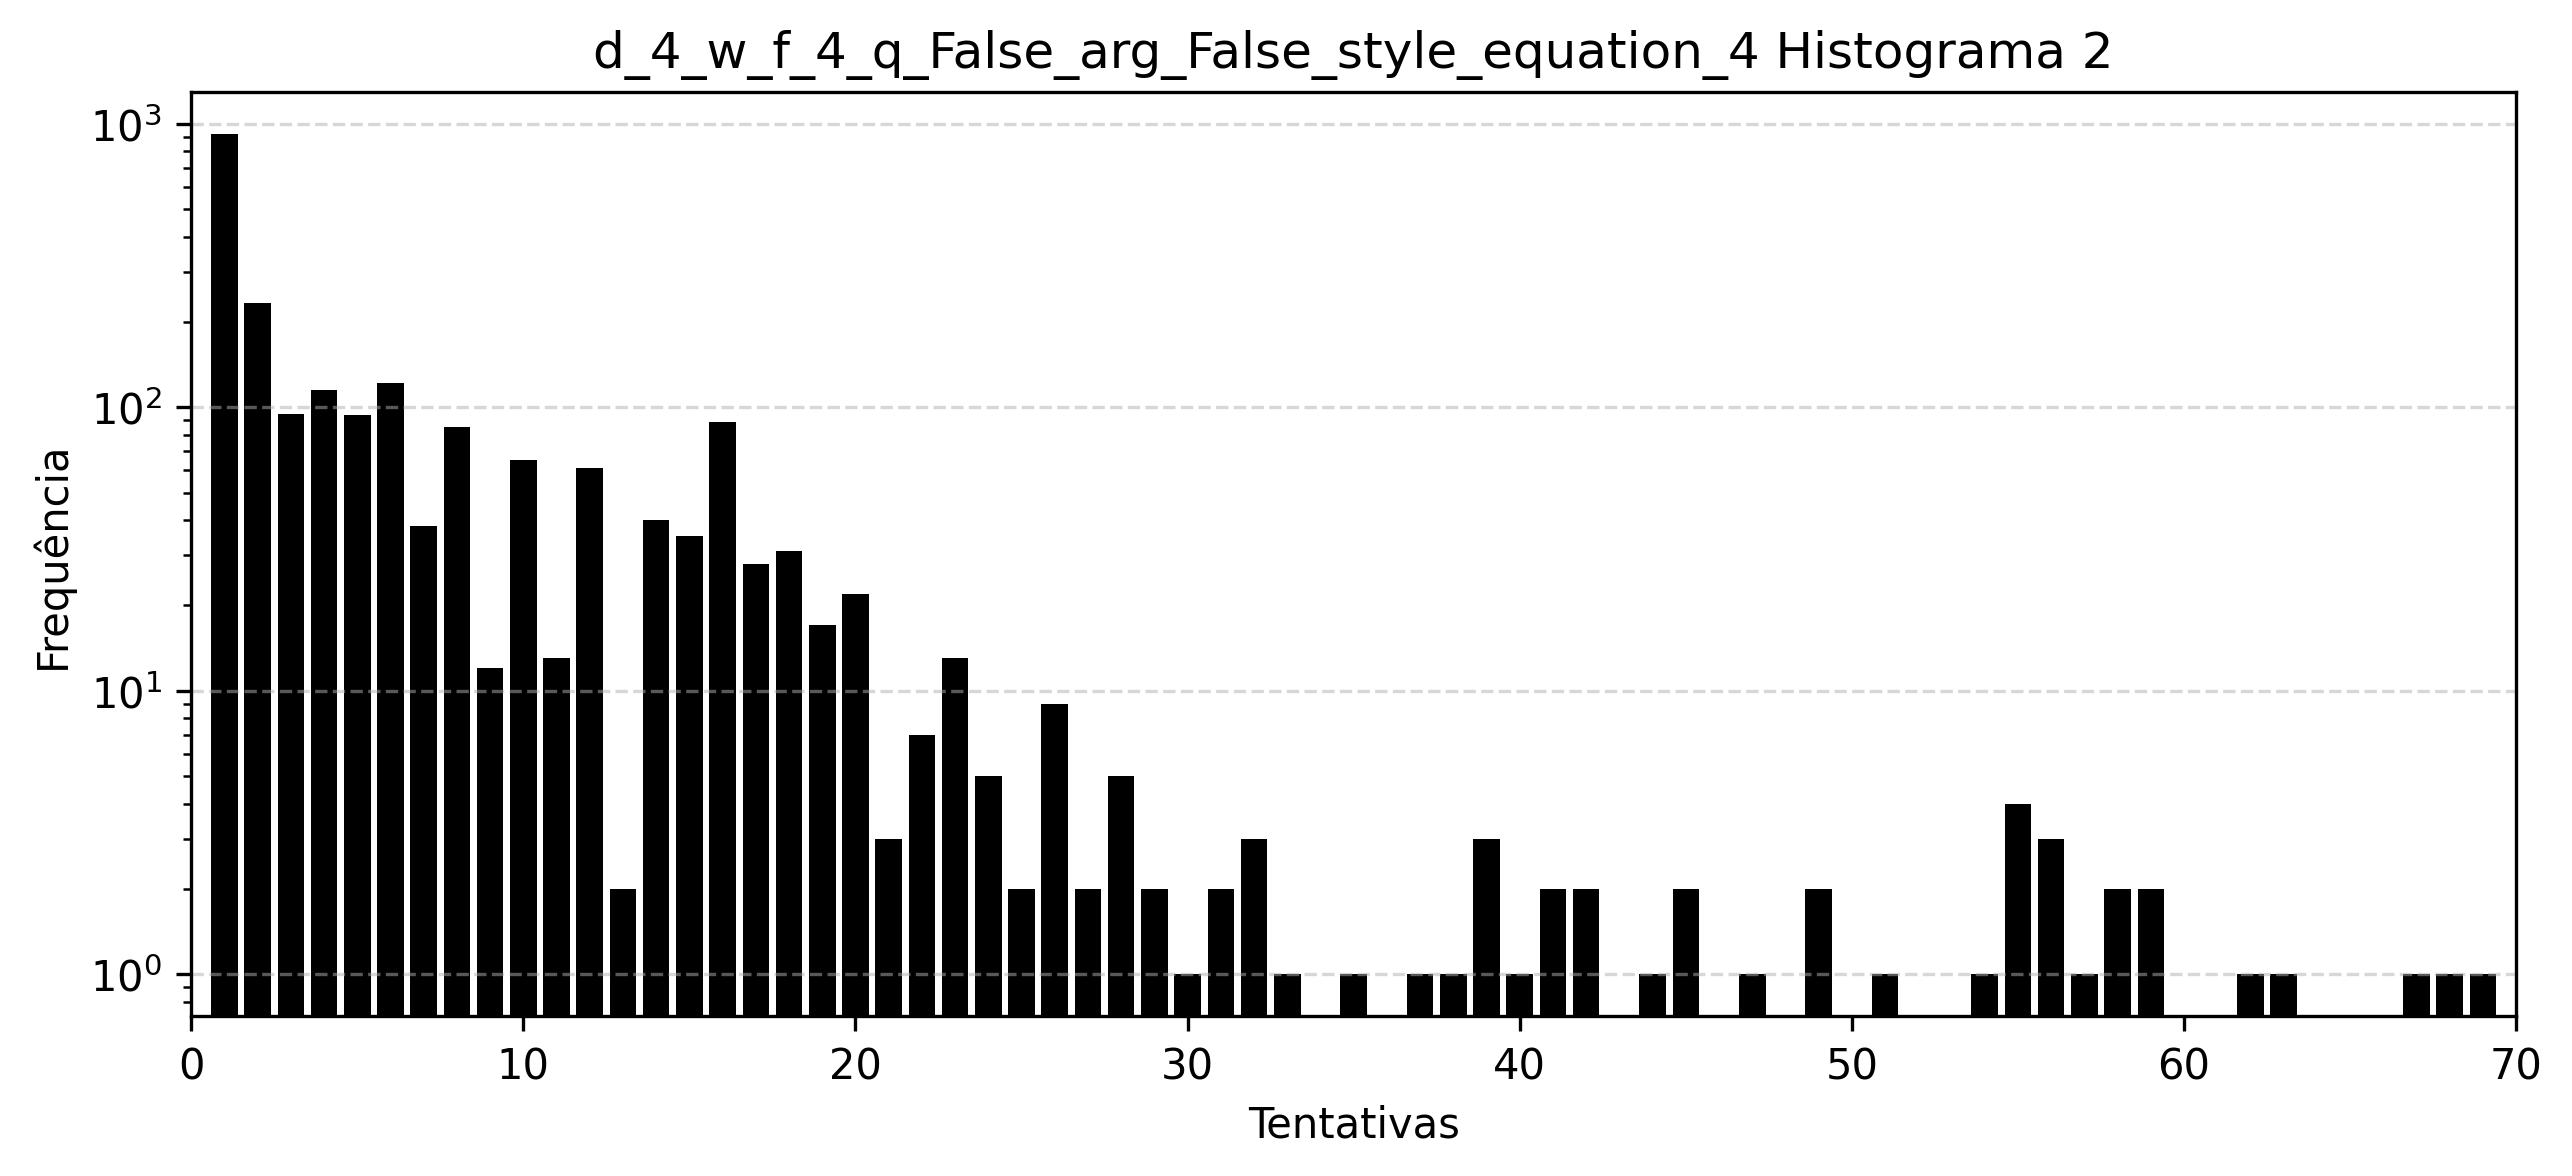 d_4_w_f_4_q_False_arg_False_style_equation_4 Histograma 2
Frequência
10³
10²
10¹
10⁰
0 10 20 30 40 50 60 70
Tentativas